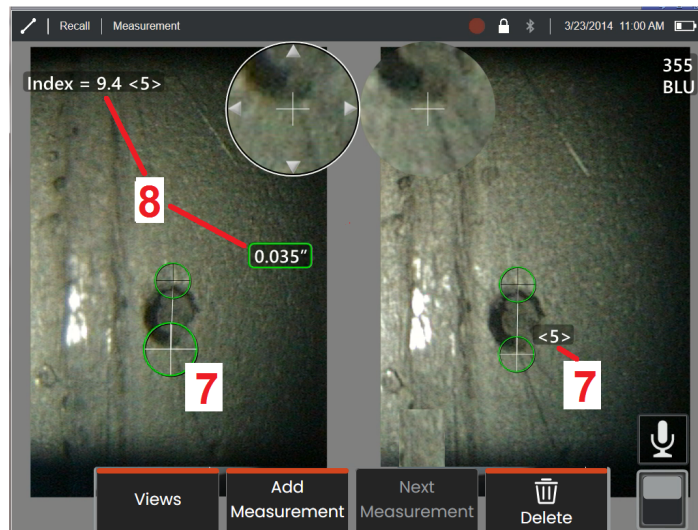 Recall | Measurement
3/23/2014 11:00 AM
Index = 9.4 <5>
355
BLU
8
0.035"
<5>
7
7
Views
Add
Measurement
Next
Measurement
Delete